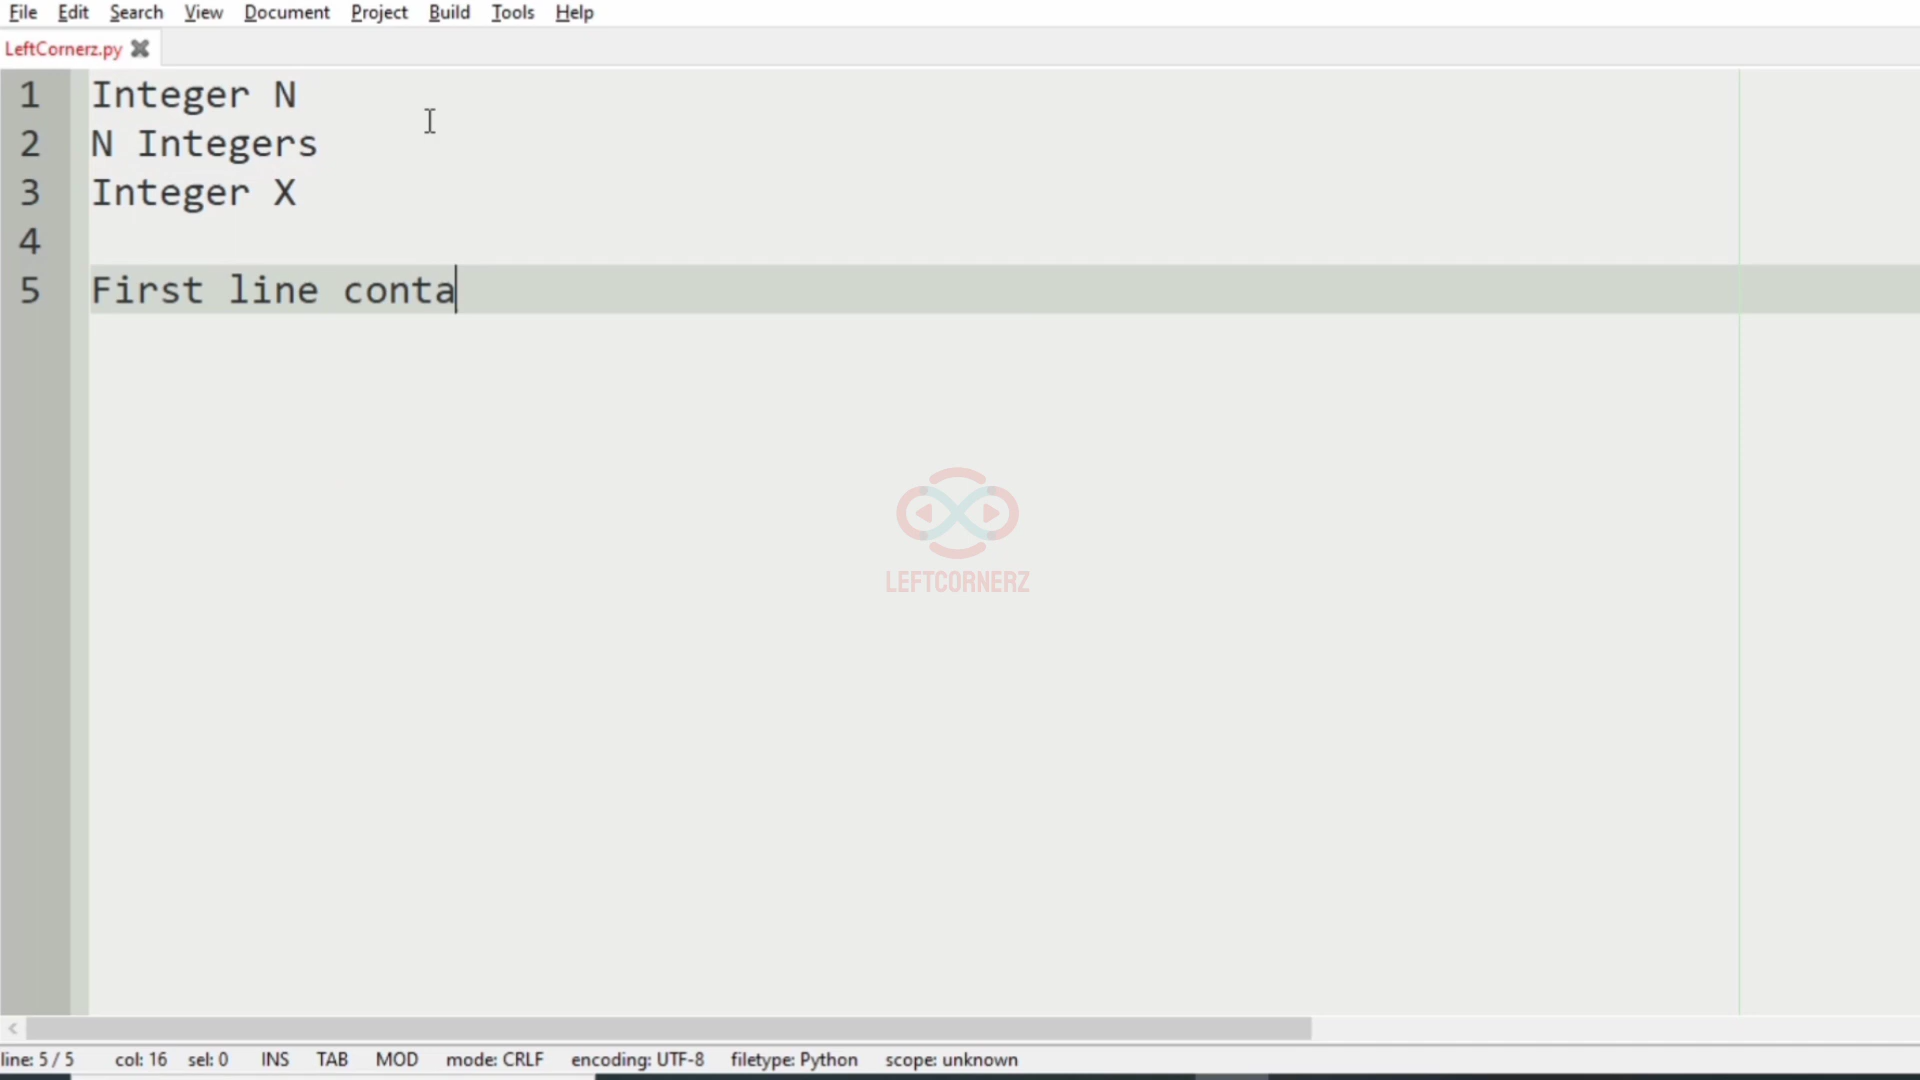 File Edit Search View Document Project Build Tools Help
LeftCornerz.py
1 Integer N
2 N Integers
3 Integer X
4
5 First line conta
LEFTCORNERZ
line: 5 / 5 col: 16 sel: 0 INS TAB MOD mode: CRLF encoding: UTF-8 filetype: Python scope: unknown